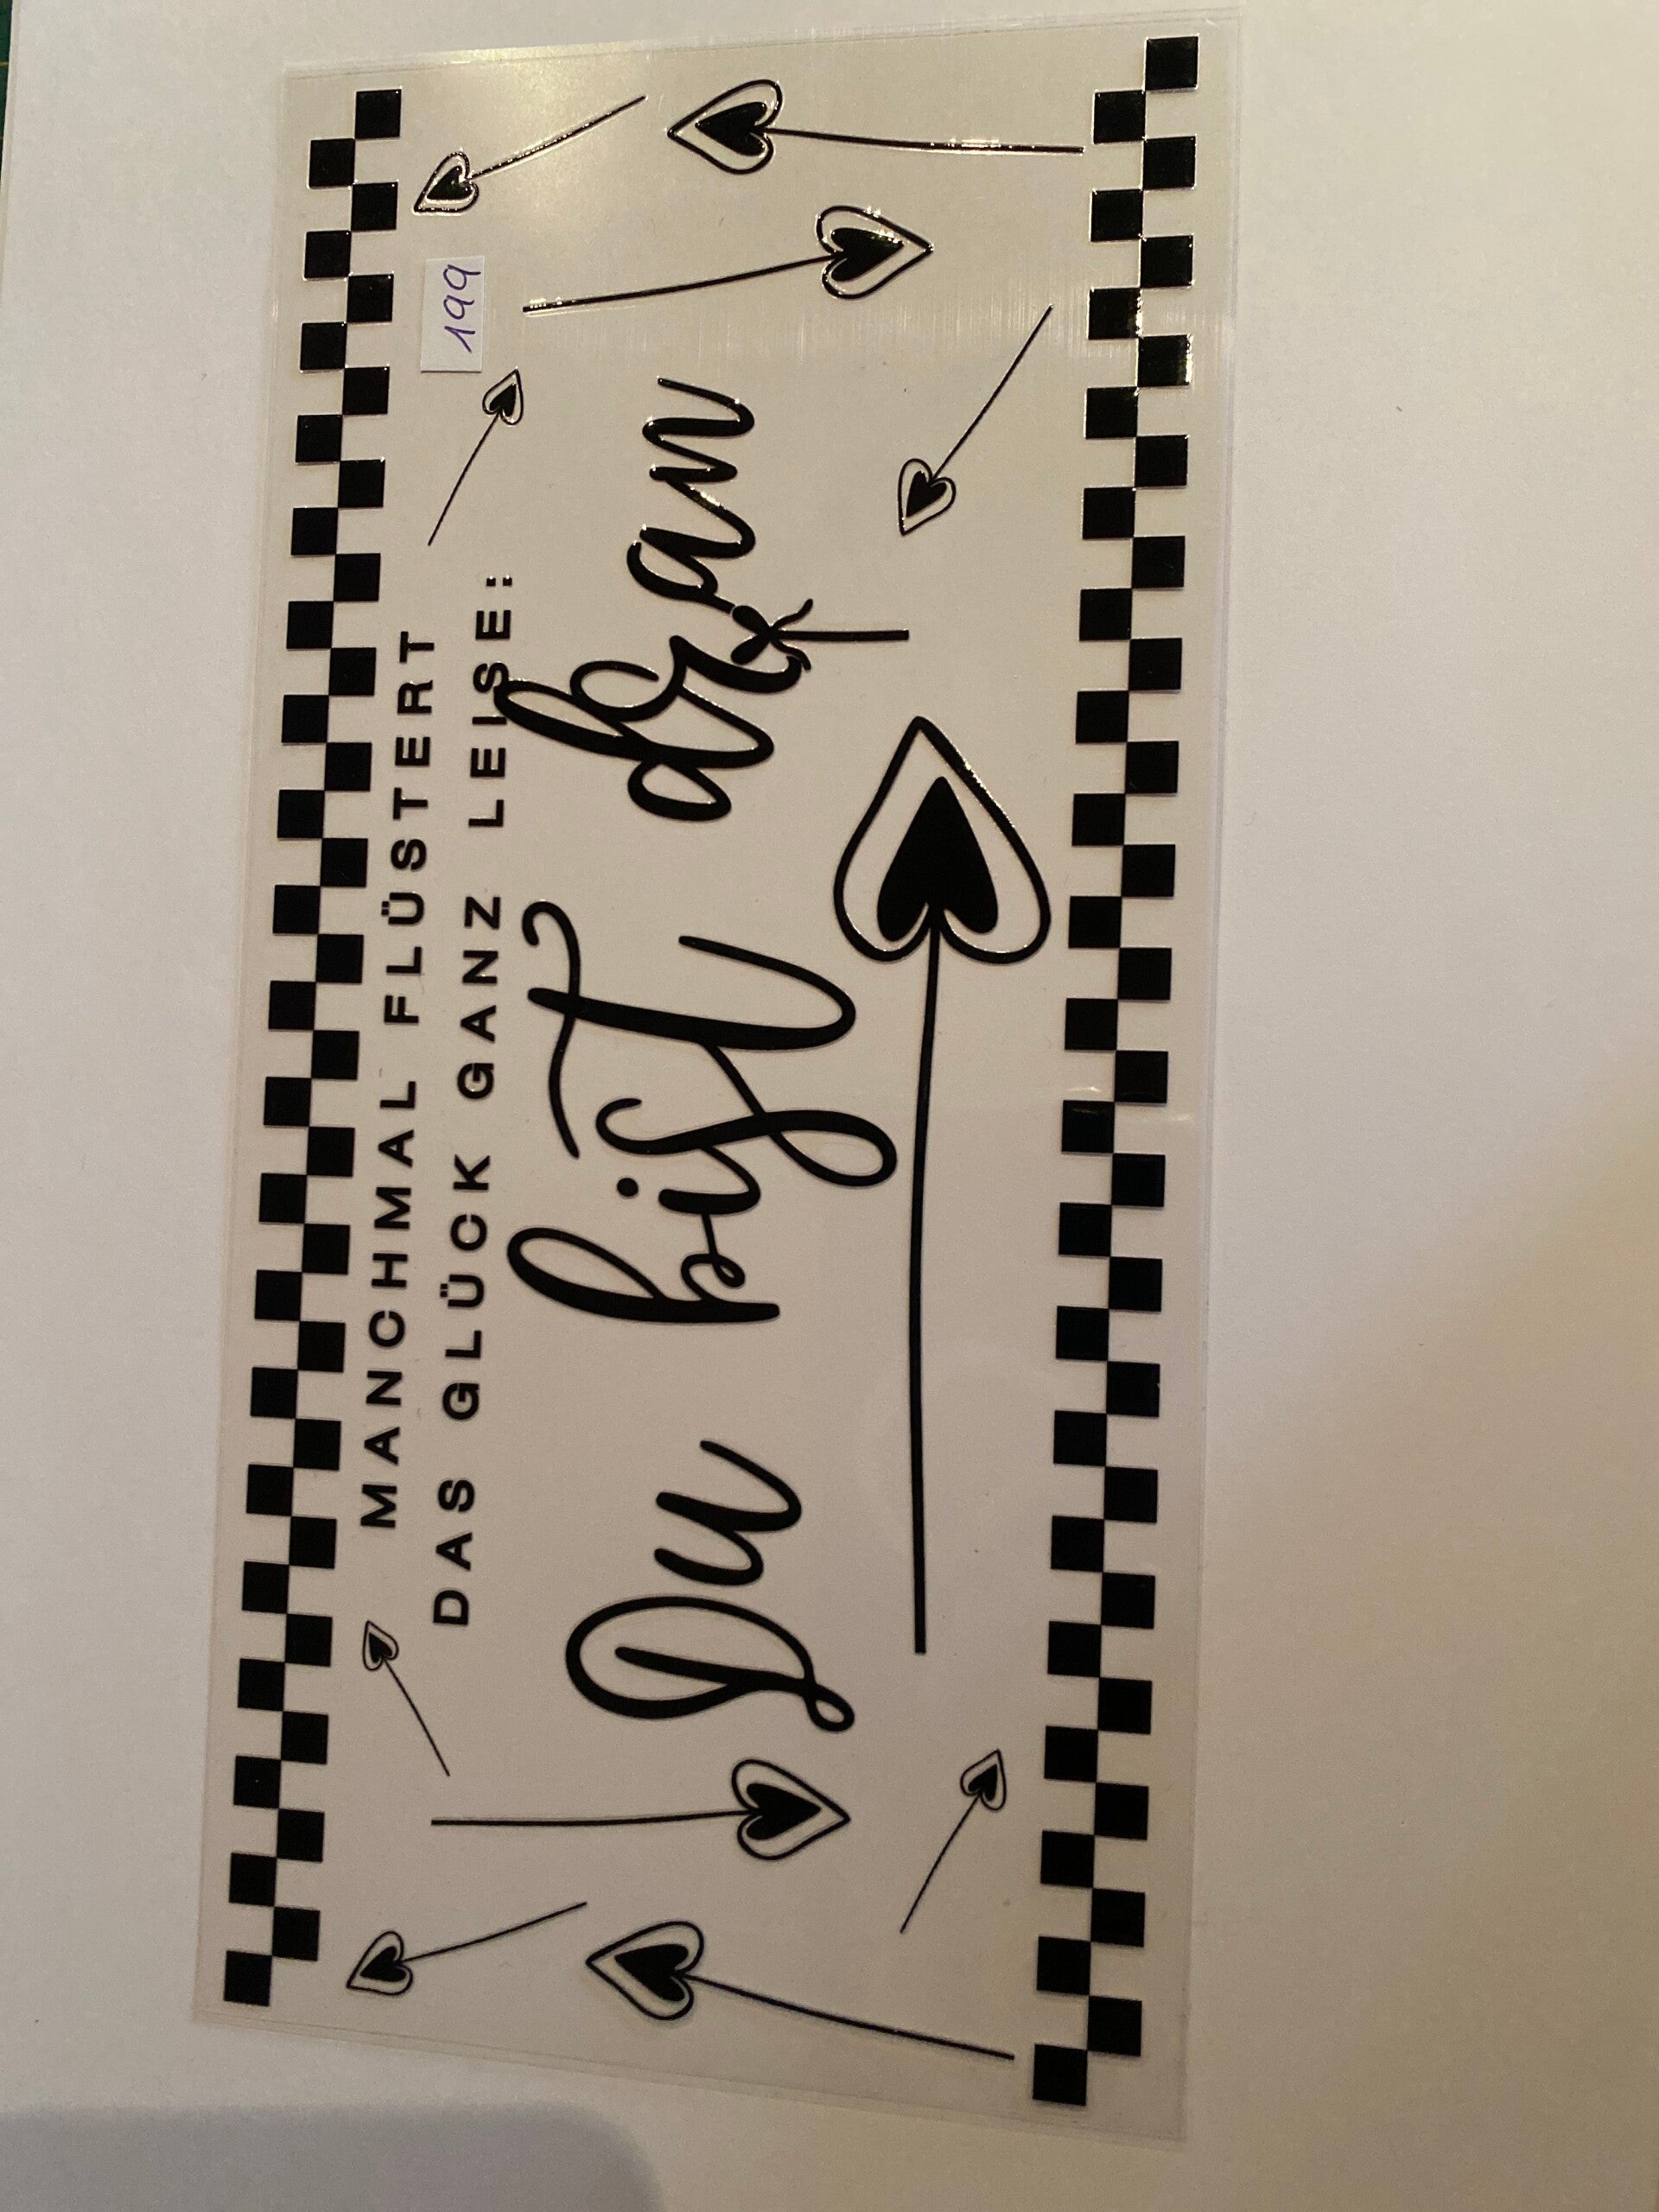 199
MANCHMAL FLÜSTERT
DAS GLÜCK GANZ LEISE:
Du bist dran